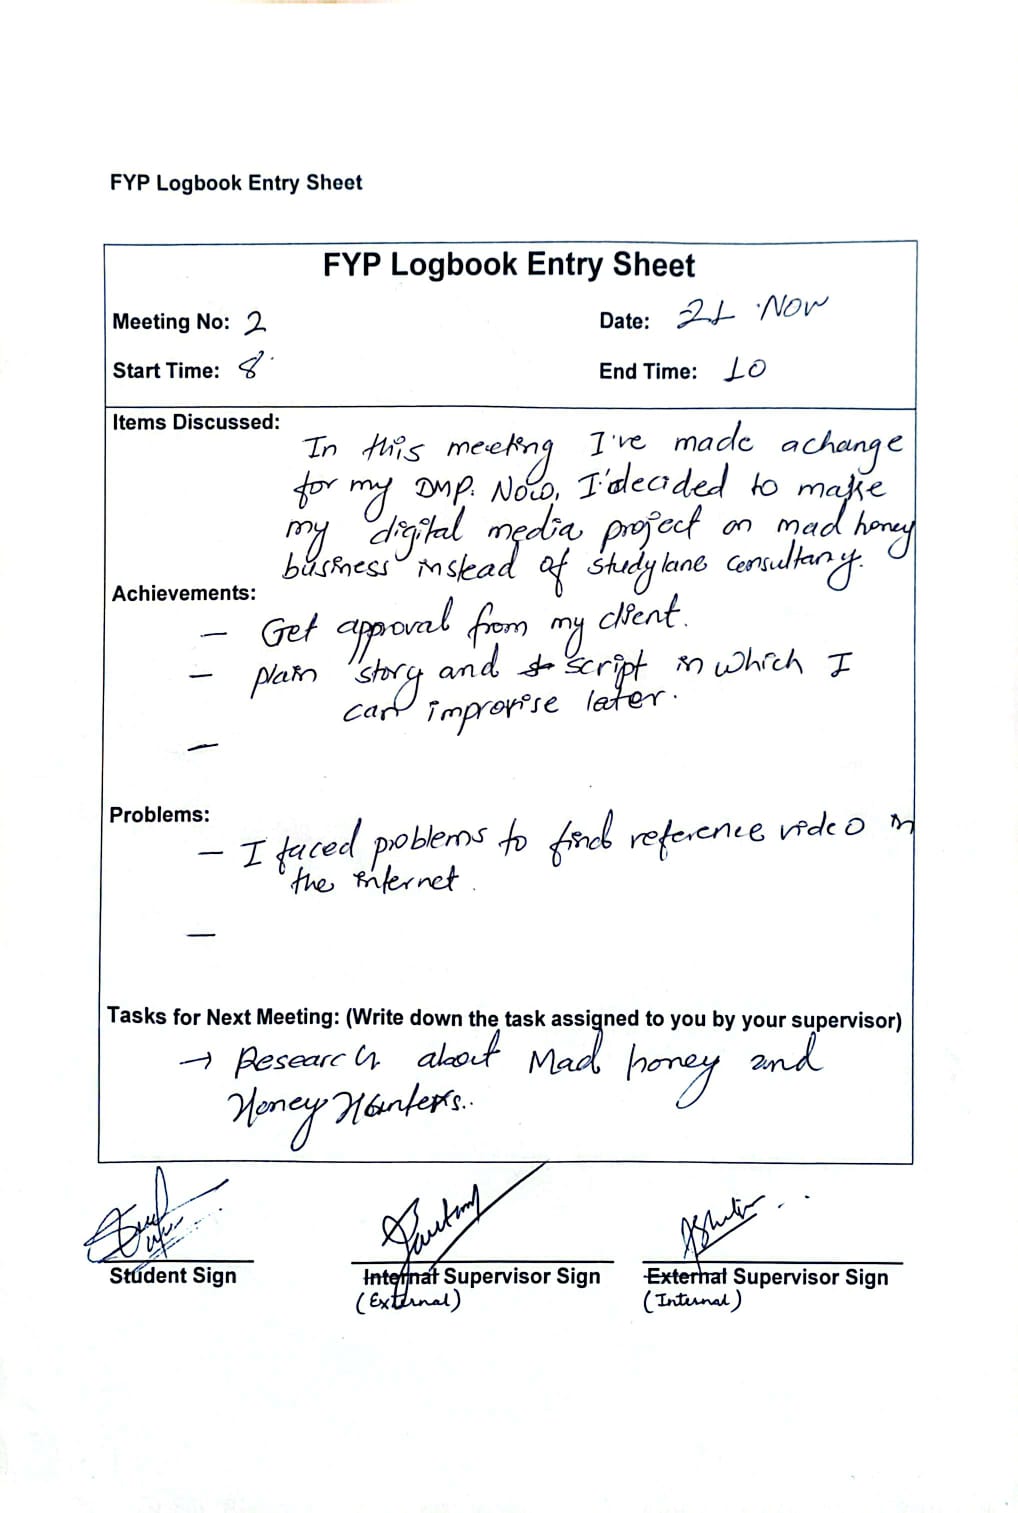 FYP Logbook Entry Sheet
FYP Logbook Entry Sheet
Meeting No: 2
Date: 21 Nov
Start Time: 8
End Time: 10
Items Discussed:
In this meeting I've made a change
for my DMP. Now, I'decided to make
my digital media project on mad honey
business instead of studylane consultany.
Achievements:
- Get approval from my client.
- plain story and script in which I
can improvise later.
-
Problems:
- I faced problems to find reference video in
the internet.
-
Tasks for Next Meeting: (Write down the task assigned to you by your supervisor)
→ Research about Mad honey and
Honey Hunters..
Student Sign
Internal Supervisor Sign
External Supervisor Sign
(External)
(Internal)